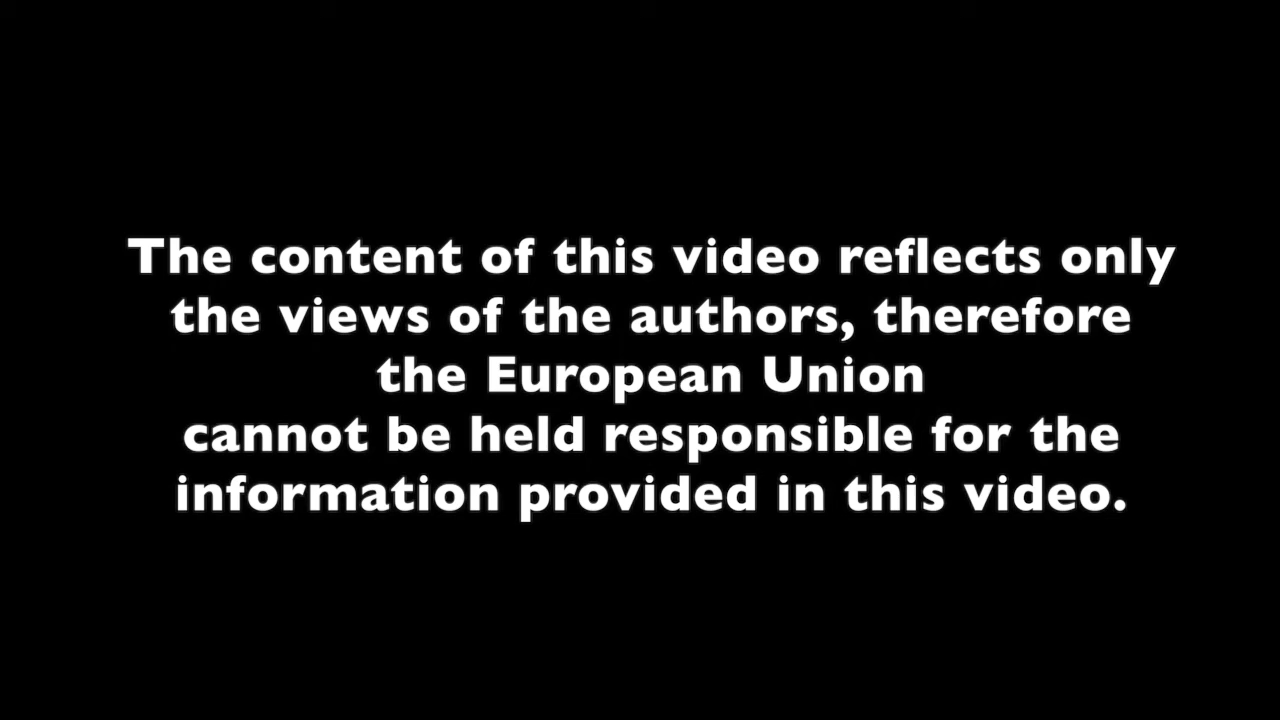 The content of this video reflects only
the views of the authors, therefore
the European Union
cannot be held responsible for the
information provided in this video.